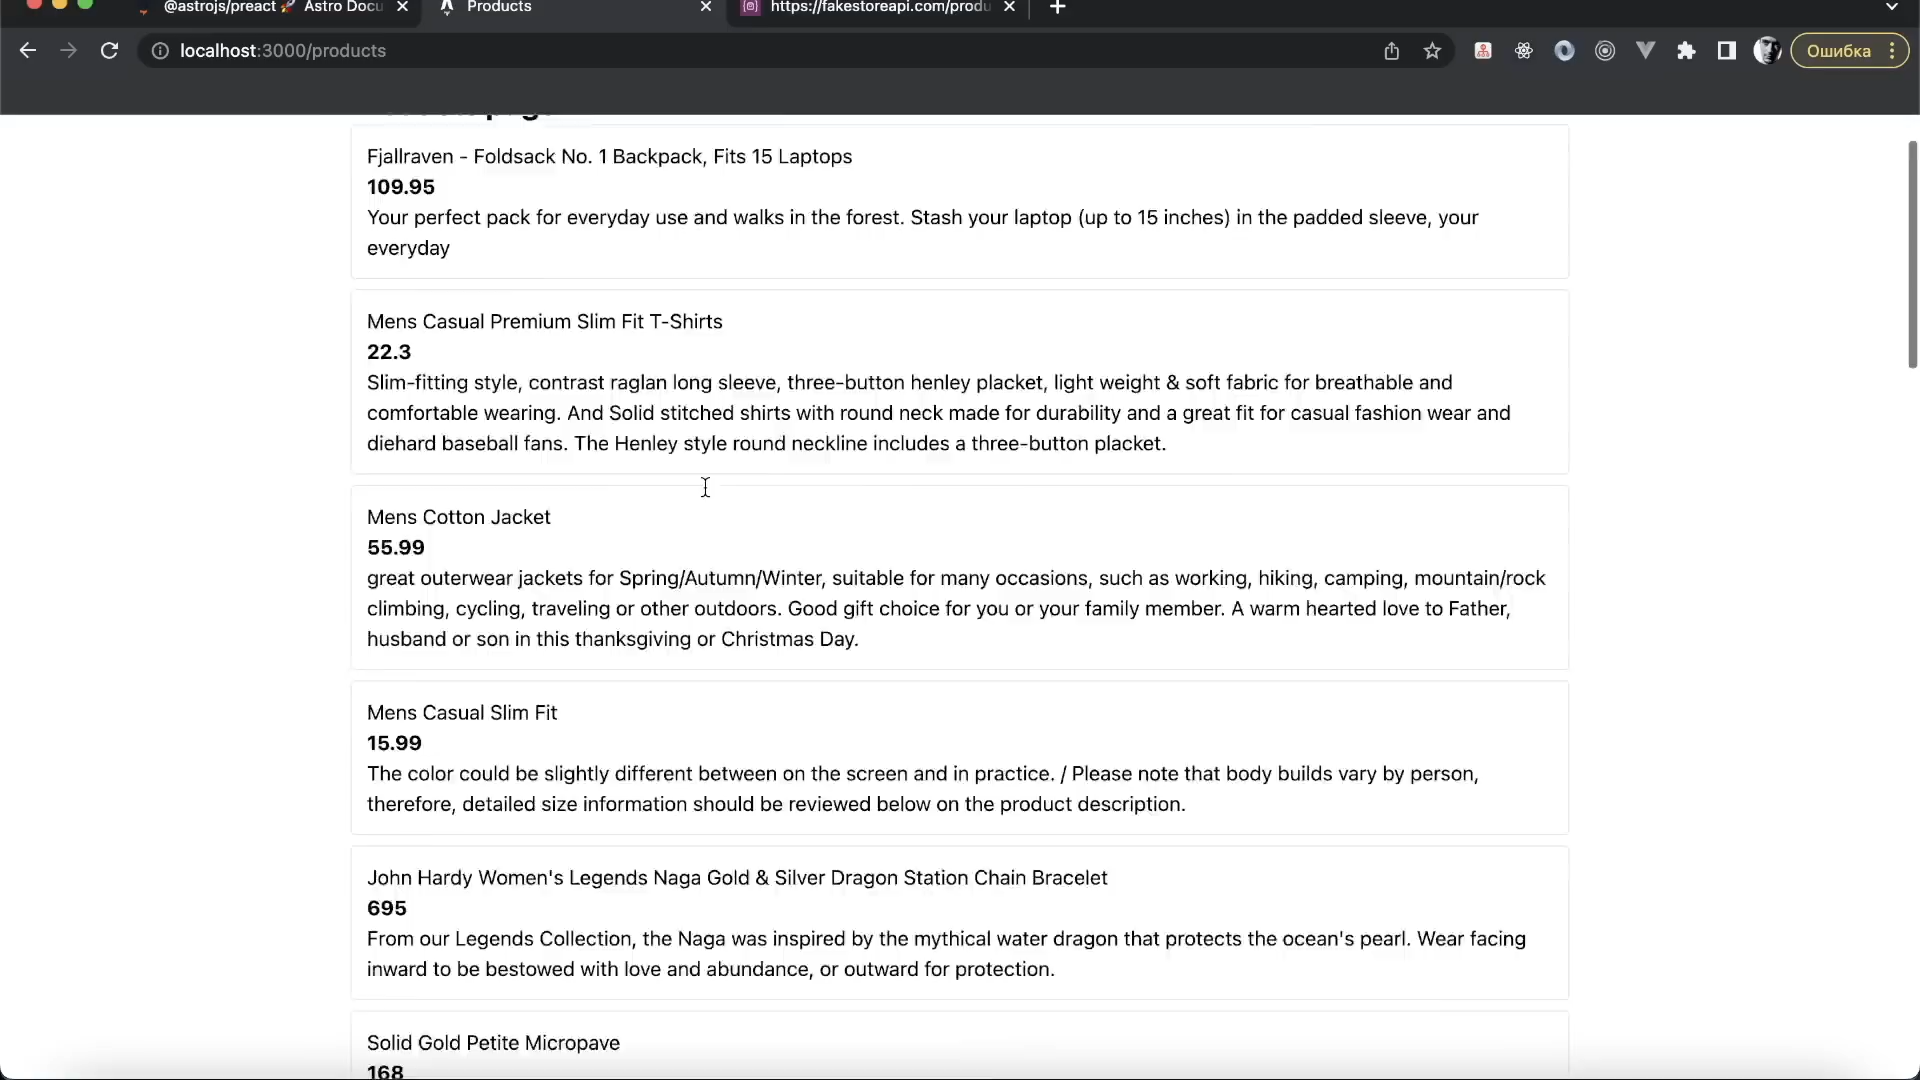 @astrojs/preact 🚀 Astro Docu
Products
https://fakestoreapi.com/produ
localhost:3000/products
Ошибка
Fjallraven - Foldsack No. 1 Backpack, Fits 15 Laptops
109.95
Your perfect pack for everyday use and walks in the forest. Stash your laptop (up to 15 inches) in the padded sleeve, your
everyday
Mens Casual Premium Slim Fit T-Shirts
22.3
Slim-fitting style, contrast raglan long sleeve, three-button henley placket, light weight & soft fabric for breathable and
comfortable wearing. And Solid stitched shirts with round neck made for durability and a great fit for casual fashion wear and
diehard baseball fans. The Henley style round neckline includes a three-button placket.
Mens Cotton Jacket
55.99
great outerwear jackets for Spring/Autumn/Winter, suitable for many occasions, such as working, hiking, camping, mountain/rock
climbing, cycling, traveling or other outdoors. Good gift choice for you or your family member. A warm hearted love to Father,
husband or son in this thanksgiving or Christmas Day.
Mens Casual Slim Fit
15.99
The color could be slightly different between on the screen and in practice. / Please note that body builds vary by person,
therefore, detailed size information should be reviewed below on the product description.
John Hardy Women's Legends Naga Gold & Silver Dragon Station Chain Bracelet
695
From our Legends Collection, the Naga was inspired by the mythical water dragon that protects the ocean's pearl. Wear facing
inward to be bestowed with love and abundance, or outward for protection.
Solid Gold Petite Micropave
168